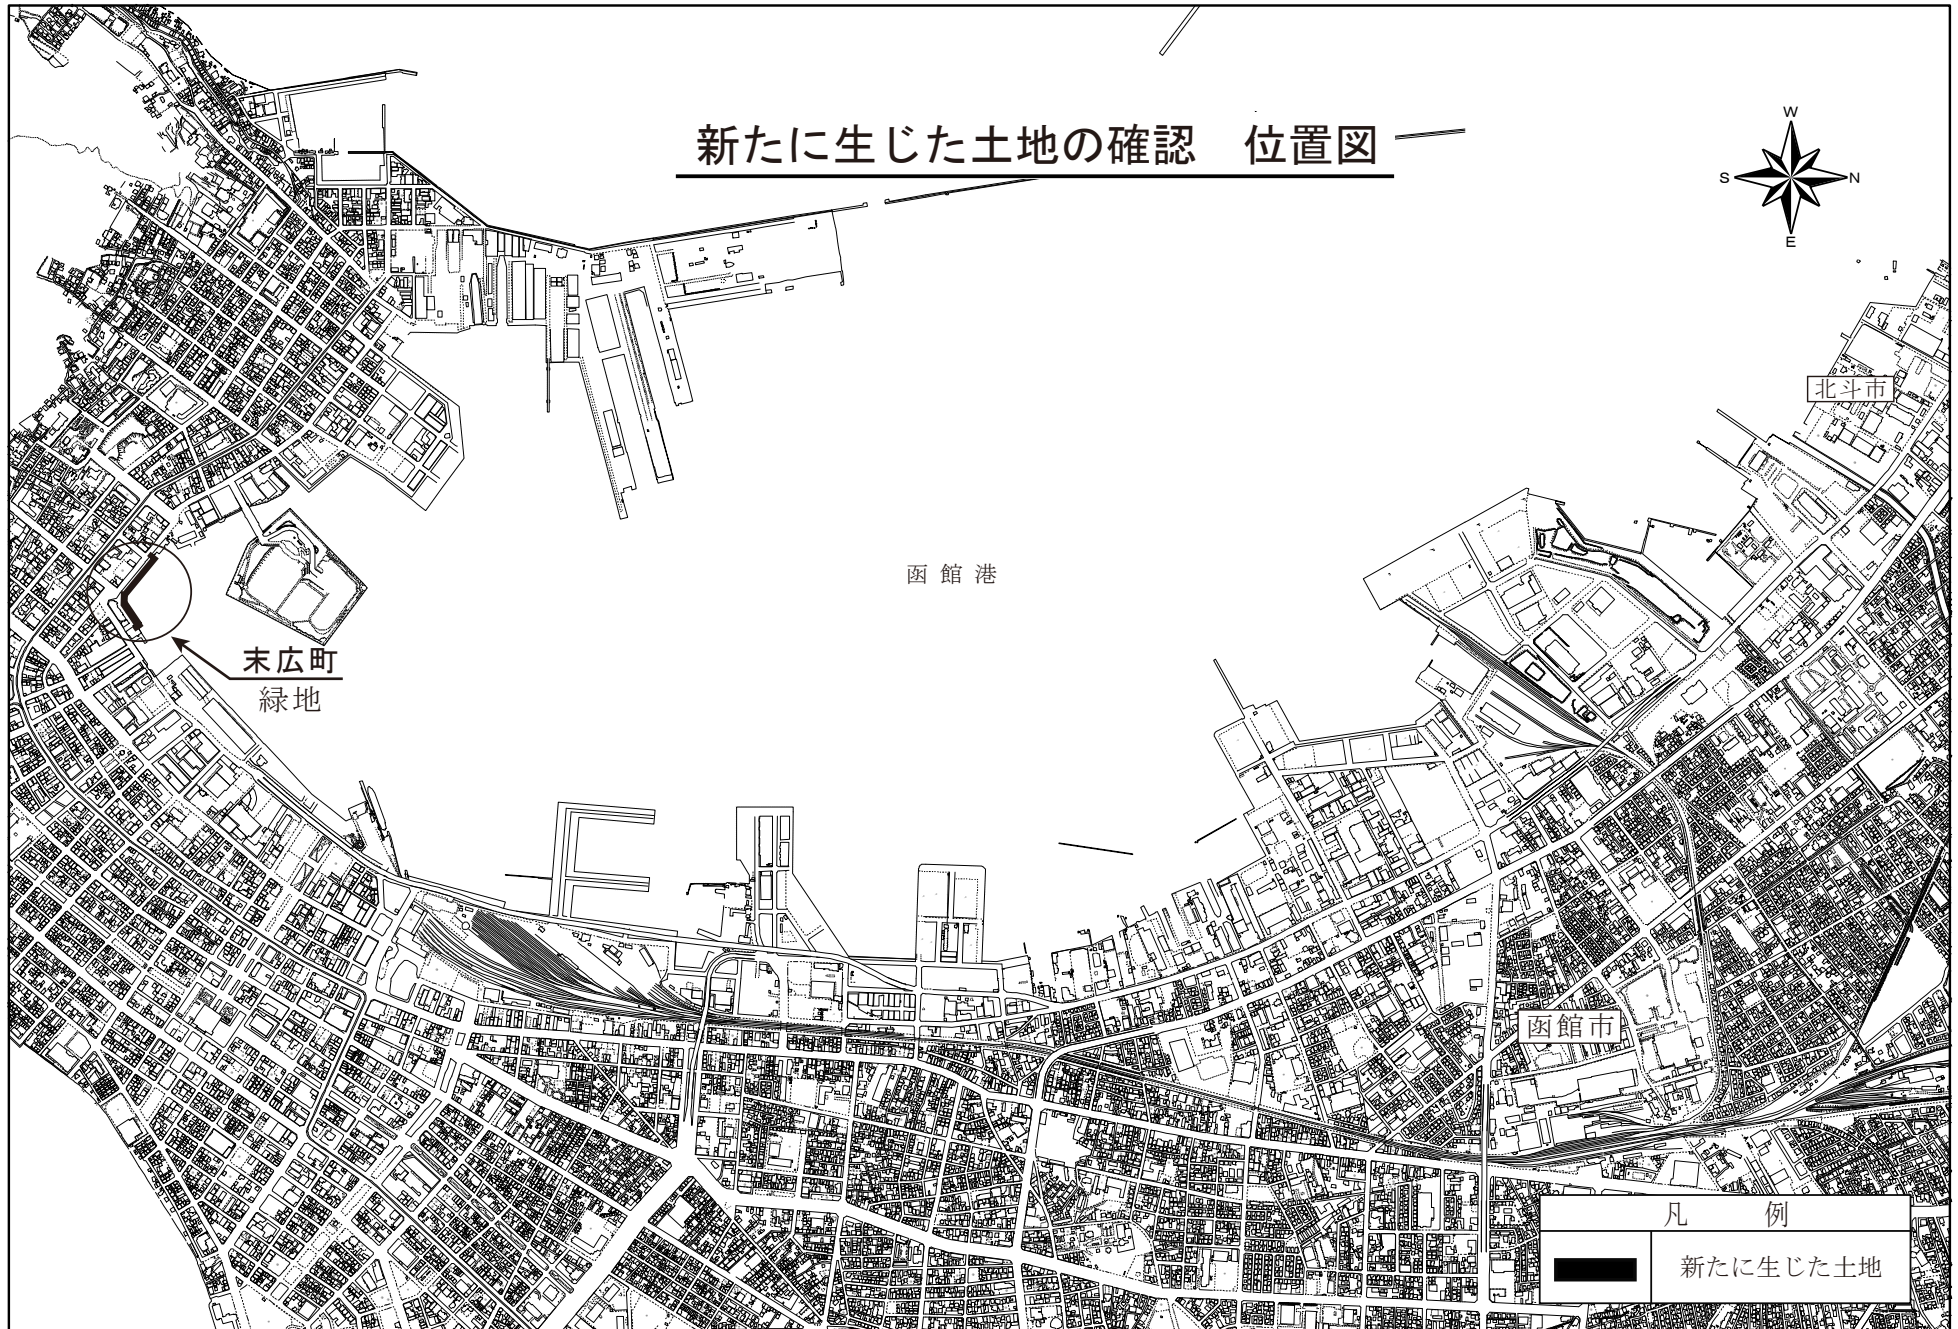 新たに生じた土地の確認　位置図
W
S
N
E
北斗市
函館港
末広町
緑地
函館市
凡　例
新たに生じた土地